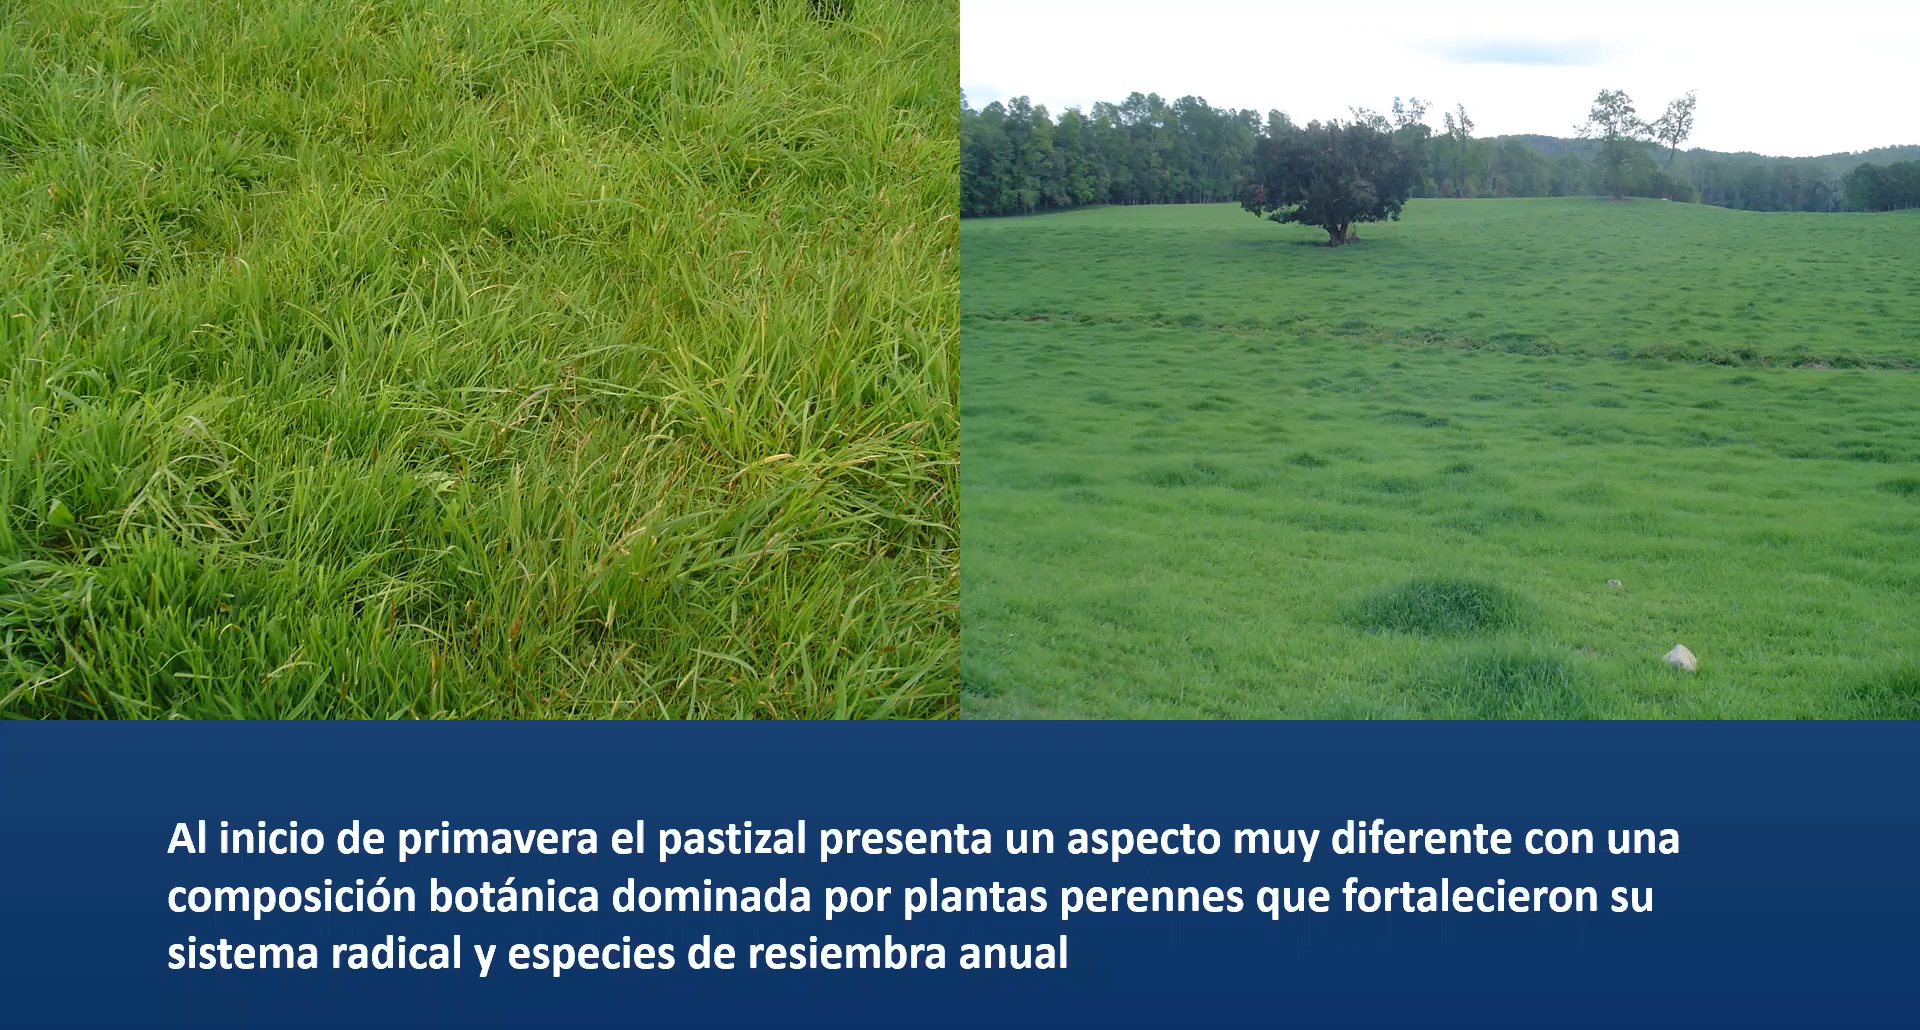 Al inicio de primavera el pastizal presenta un aspecto muy diferente con una
composición botánica dominada por plantas perennes que fortalecieron su
sistema radical y especies de resiembra anual